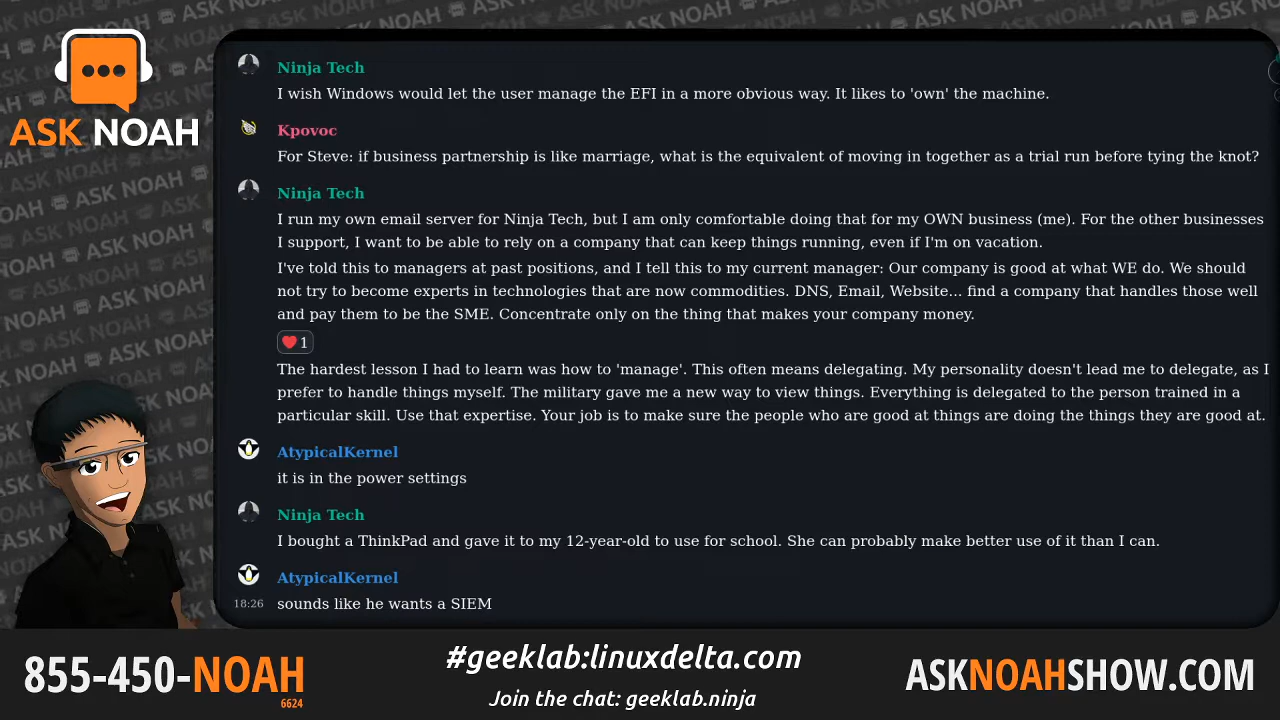 ASK NOAH
Ninja Tech
I wish Windows would let the user manage the EFI in a more obvious way. It likes to 'own' the machine.
Kpovoc
For Steve: if business partnership is like marriage, what is the equivalent of moving in together as a trial run before tying the knot?
Ninja Tech
I run my own email server for Ninja Tech, but I am only comfortable doing that for my OWN business (me). For the other businesses
I support, I want to be able to rely on a company that can keep things running, even if I'm on vacation.
I've told this to managers at past positions, and I tell this to my current manager: Our company is good at what WE do. We should
not try to become experts in technologies that are now commodities. DNS, Email, Website... find a company that handles those well
and pay them to be the SME. Concentrate only on the thing that makes your company money.
❤️ 1
The hardest lesson I had to learn was how to 'manage'. This often means delegating. My personality doesn't lead me to delegate, as I
prefer to handle things myself. The military gave me a new way to view things. Everything is delegated to the person trained in a
particular skill. Use that expertise. Your job is to make sure the people who are good at things are doing the things they are good at.
AtypicalKernel
it is in the power settings
Ninja Tech
I bought a ThinkPad and gave it to my 12-year-old to use for school. She can probably make better use of it than I can.
AtypicalKernel
18:26 sounds like he wants a SIEM
855-450-NOAH
6624
#geeklab:linuxdelta.com
Join the chat: geeklab.ninja
ASKNOAHSHOW.COM